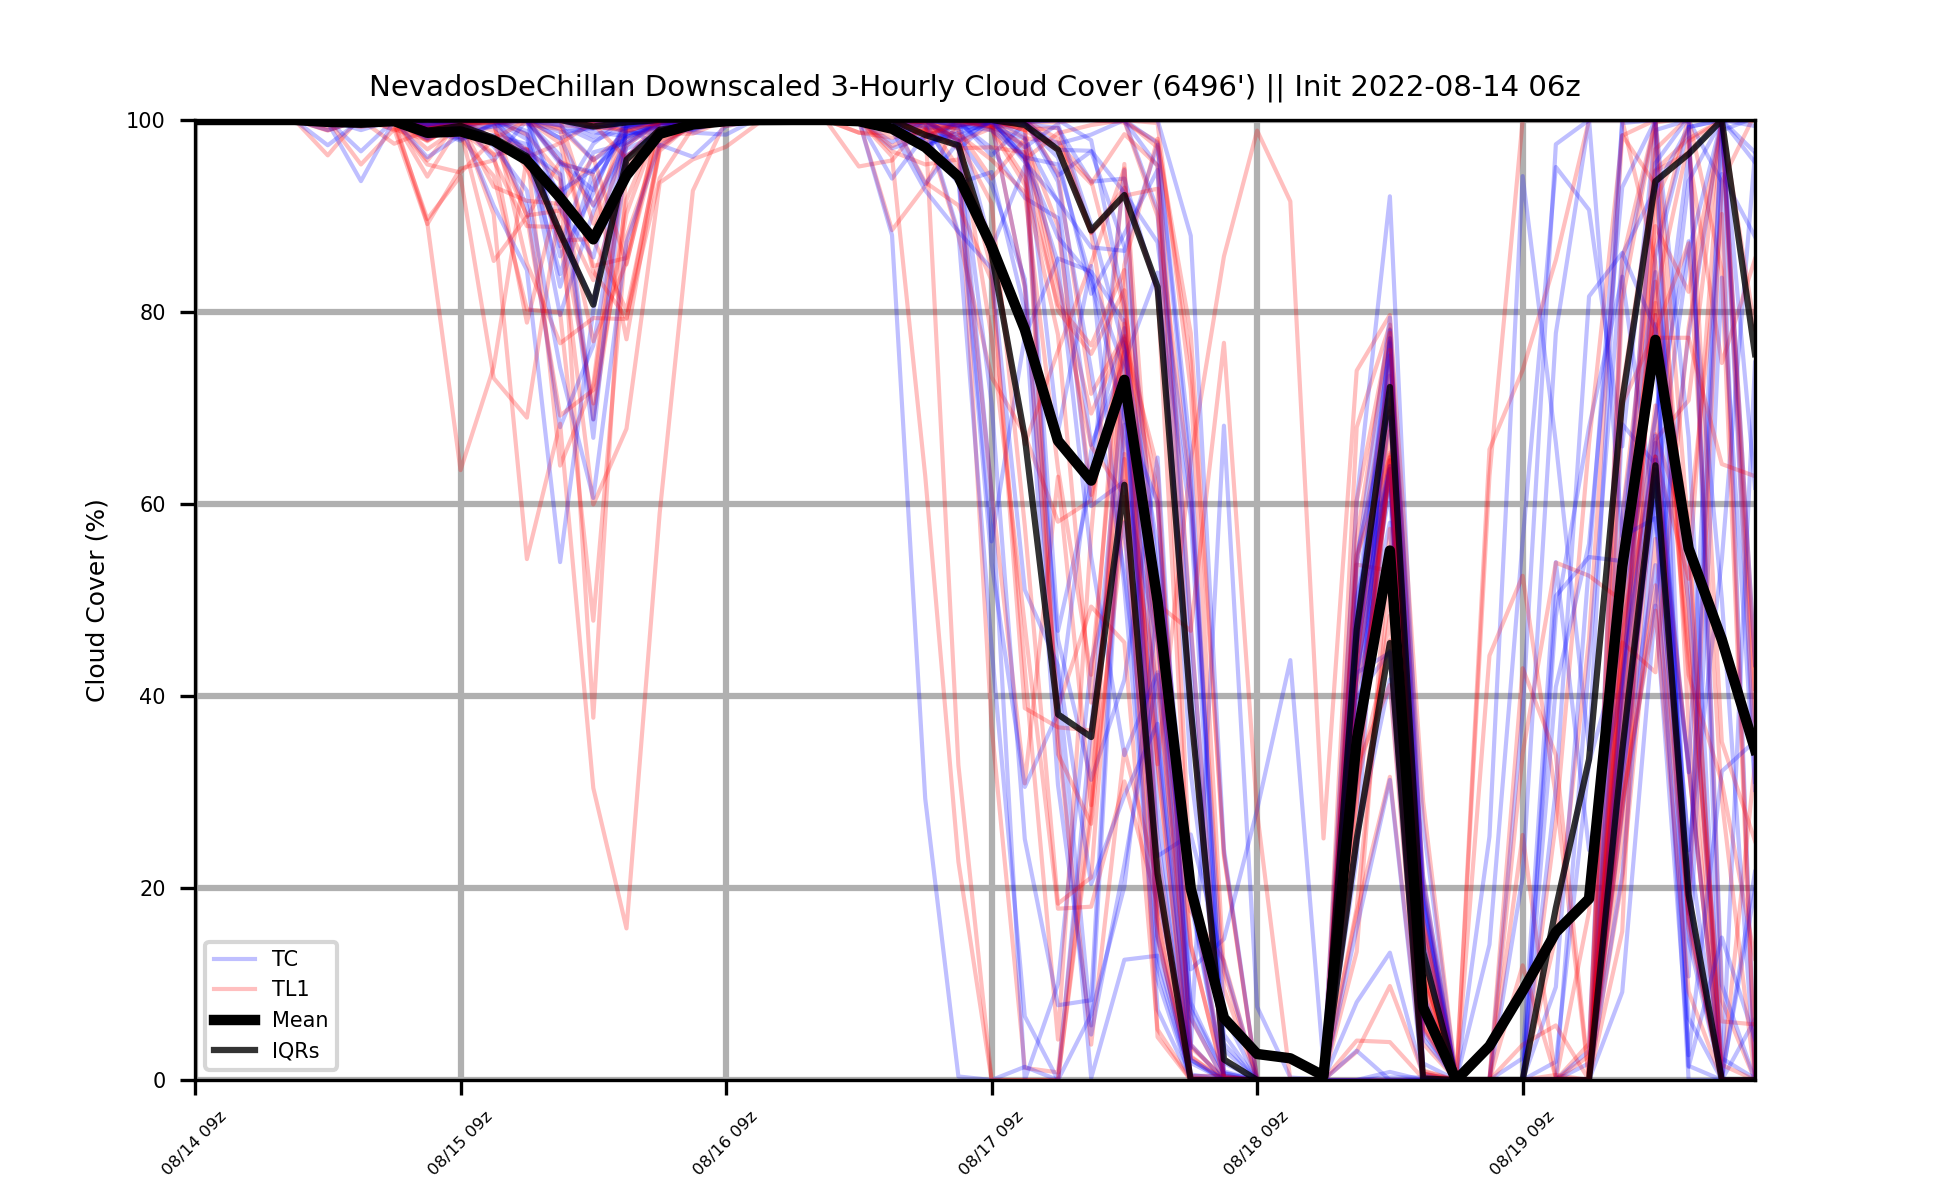 NevadosDeChillan Downscaled 3-Hourly Cloud Cover (6496') || Init 2022-08-14 06z
Cloud Cover (%)
100
80
60
40
20
0
TC
TL1
Mean
IQRs
08/14 09z
08/15 09z
08/16 09z
08/17 09z
08/18 09z
08/19 09z